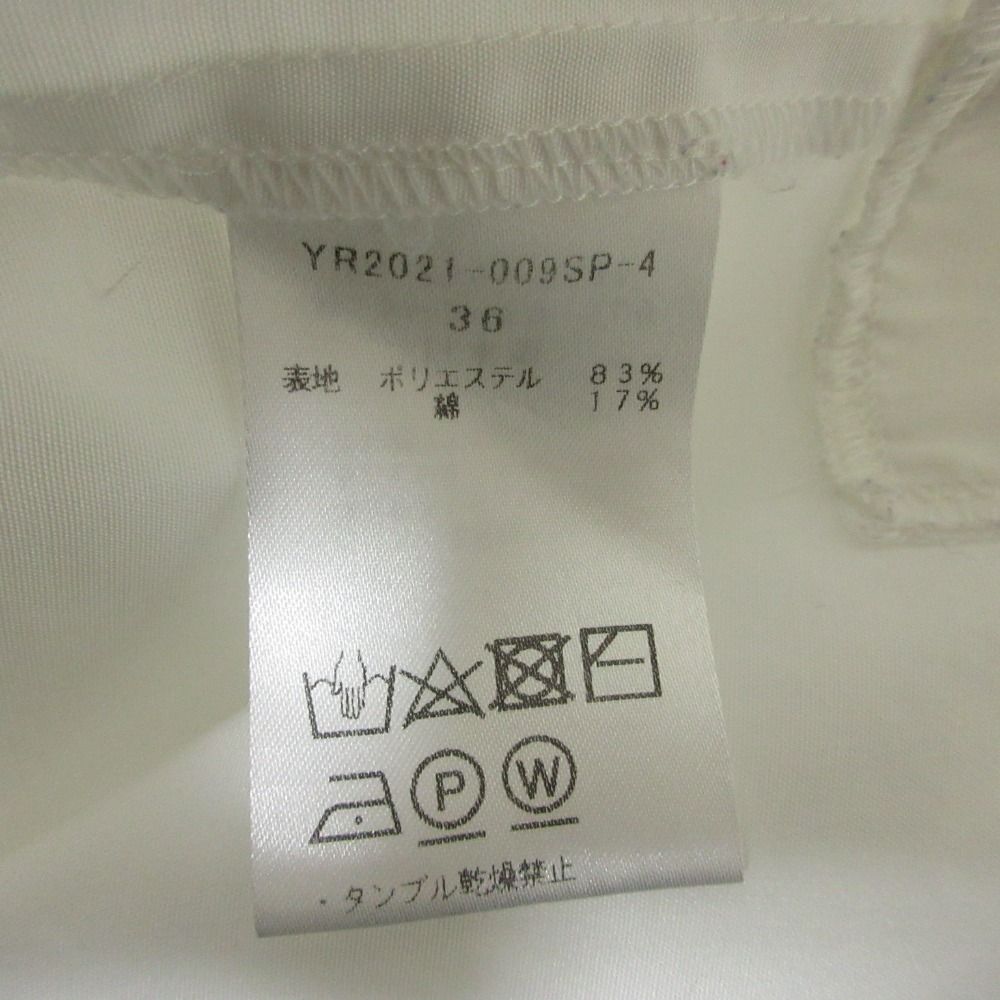 YR2021-009SP-4
36
表地 ポリエステル 83%
綿 17%
P W
・タンブル乾燥禁止